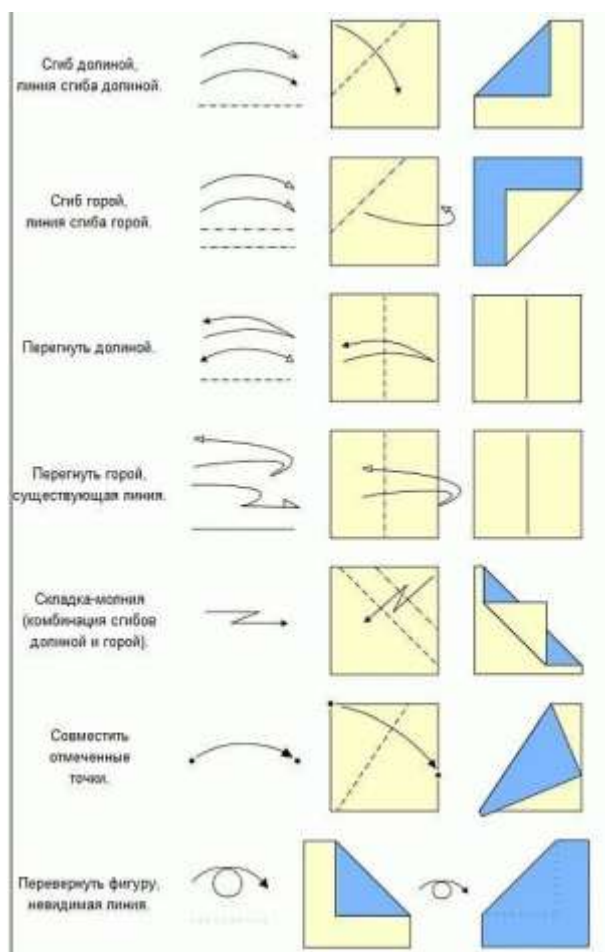 Сгиб долиной,
линия сгиба долиной.
Сгиб горой,
линия сгиба горой.
Перегнуть долиной.
Перегнуть горой,
существующая линия.
Складка-молния
(комбинация сгибов
долиной и горой).
Совместить
отмеченные
точки.
Перевернуть фигуру,
невидимая линия.